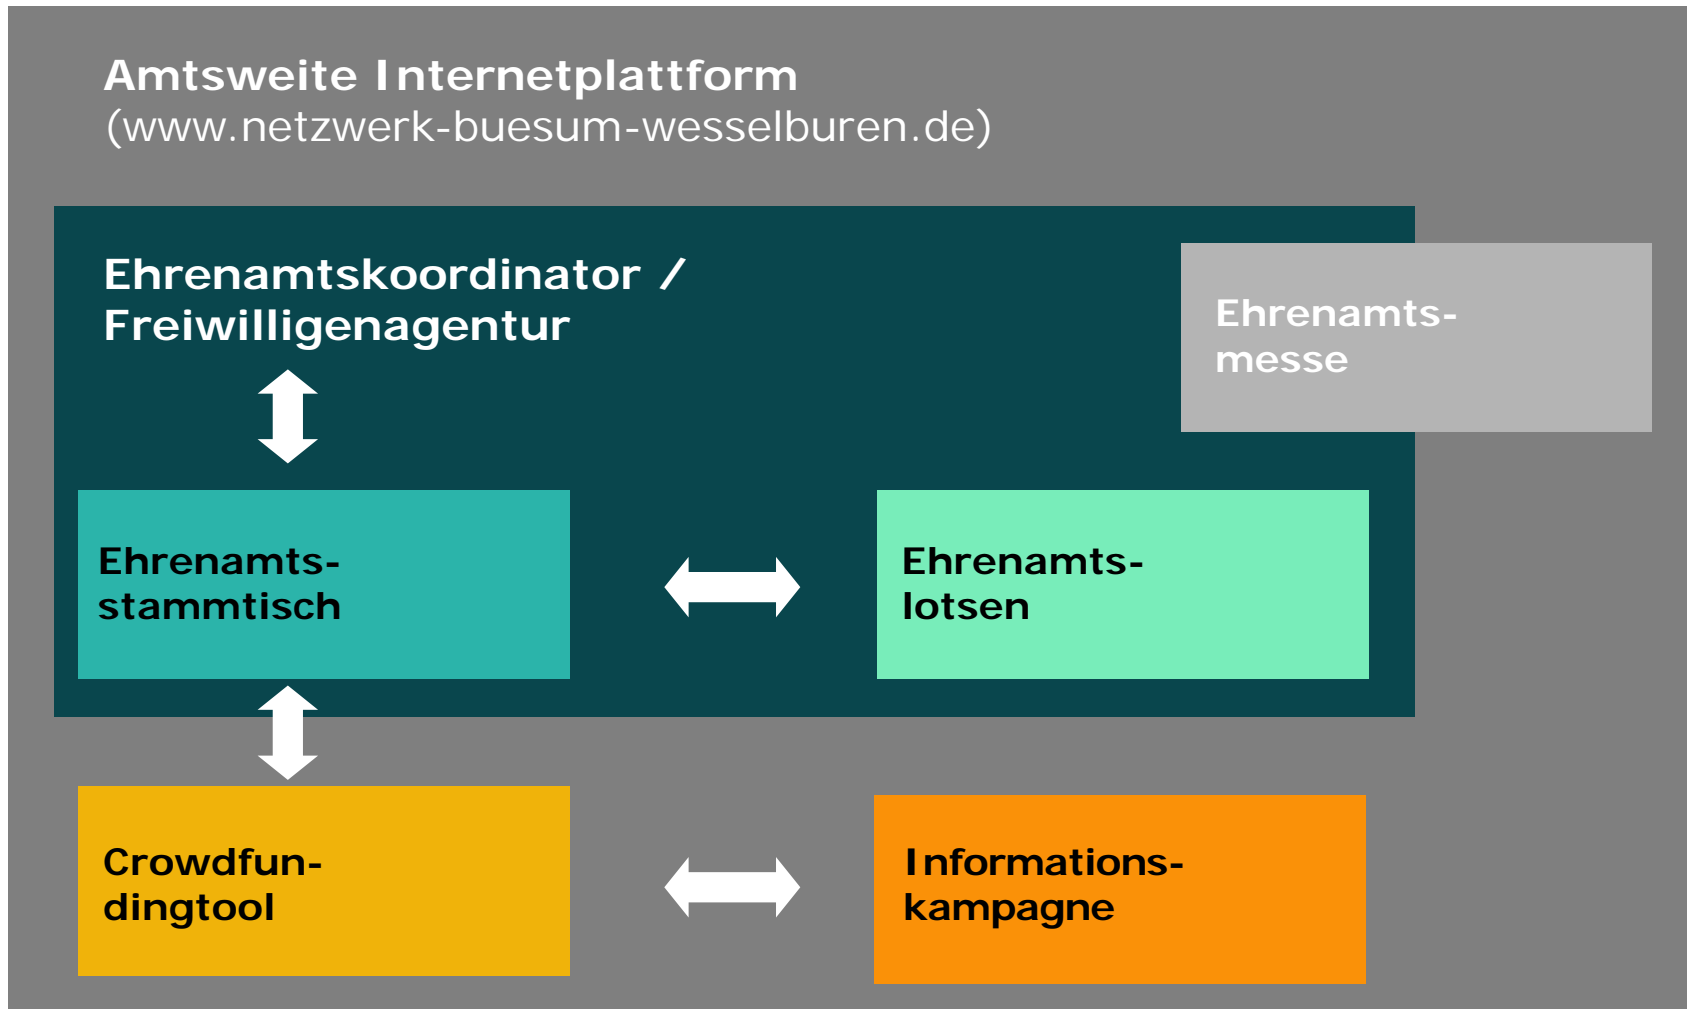 Amtsweite Internetplattform
(www.netzwerk-buesum-wesselburen.de)
Ehrenamtskoordinator /
Freiwilligenagentur
Ehrenamts-
messe
Ehrenamts-
stammtisch
Ehrenamts-
lotsen
Crowdfun-
dingtool
Informations-
kampagne